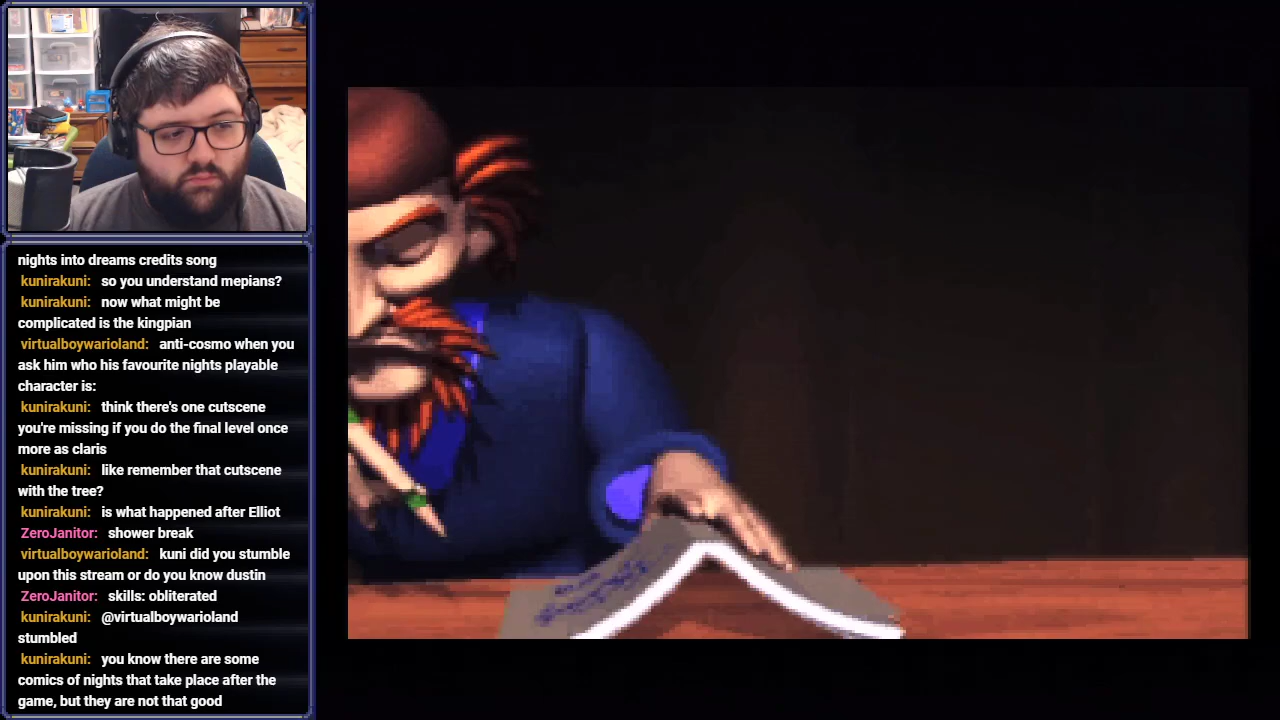 nights into dreams credits song
kunirakuni: so you understand mepians?
kunirakuni: now what might be
complicated is the kingpian
virtualboywarioland: anti-cosmo when you
ask him who his favourite nights playable
character is:
kunirakuni: think there's one cutscene
you're missing if you do the final level once
more as claris
kunirakuni: like remember that cutscene
with the tree?
kunirakuni: is what happened after Elliot
ZeroJanitor: shower break
virtualboywarioland: kuni did you stumble
upon this stream or do you know dustin
ZeroJanitor: skills: obliterated
kunirakuni: @virtualboywarioland
stumbled
kunirakuni: you know there are some
comics of nights that take place after the
game, but they are not that good